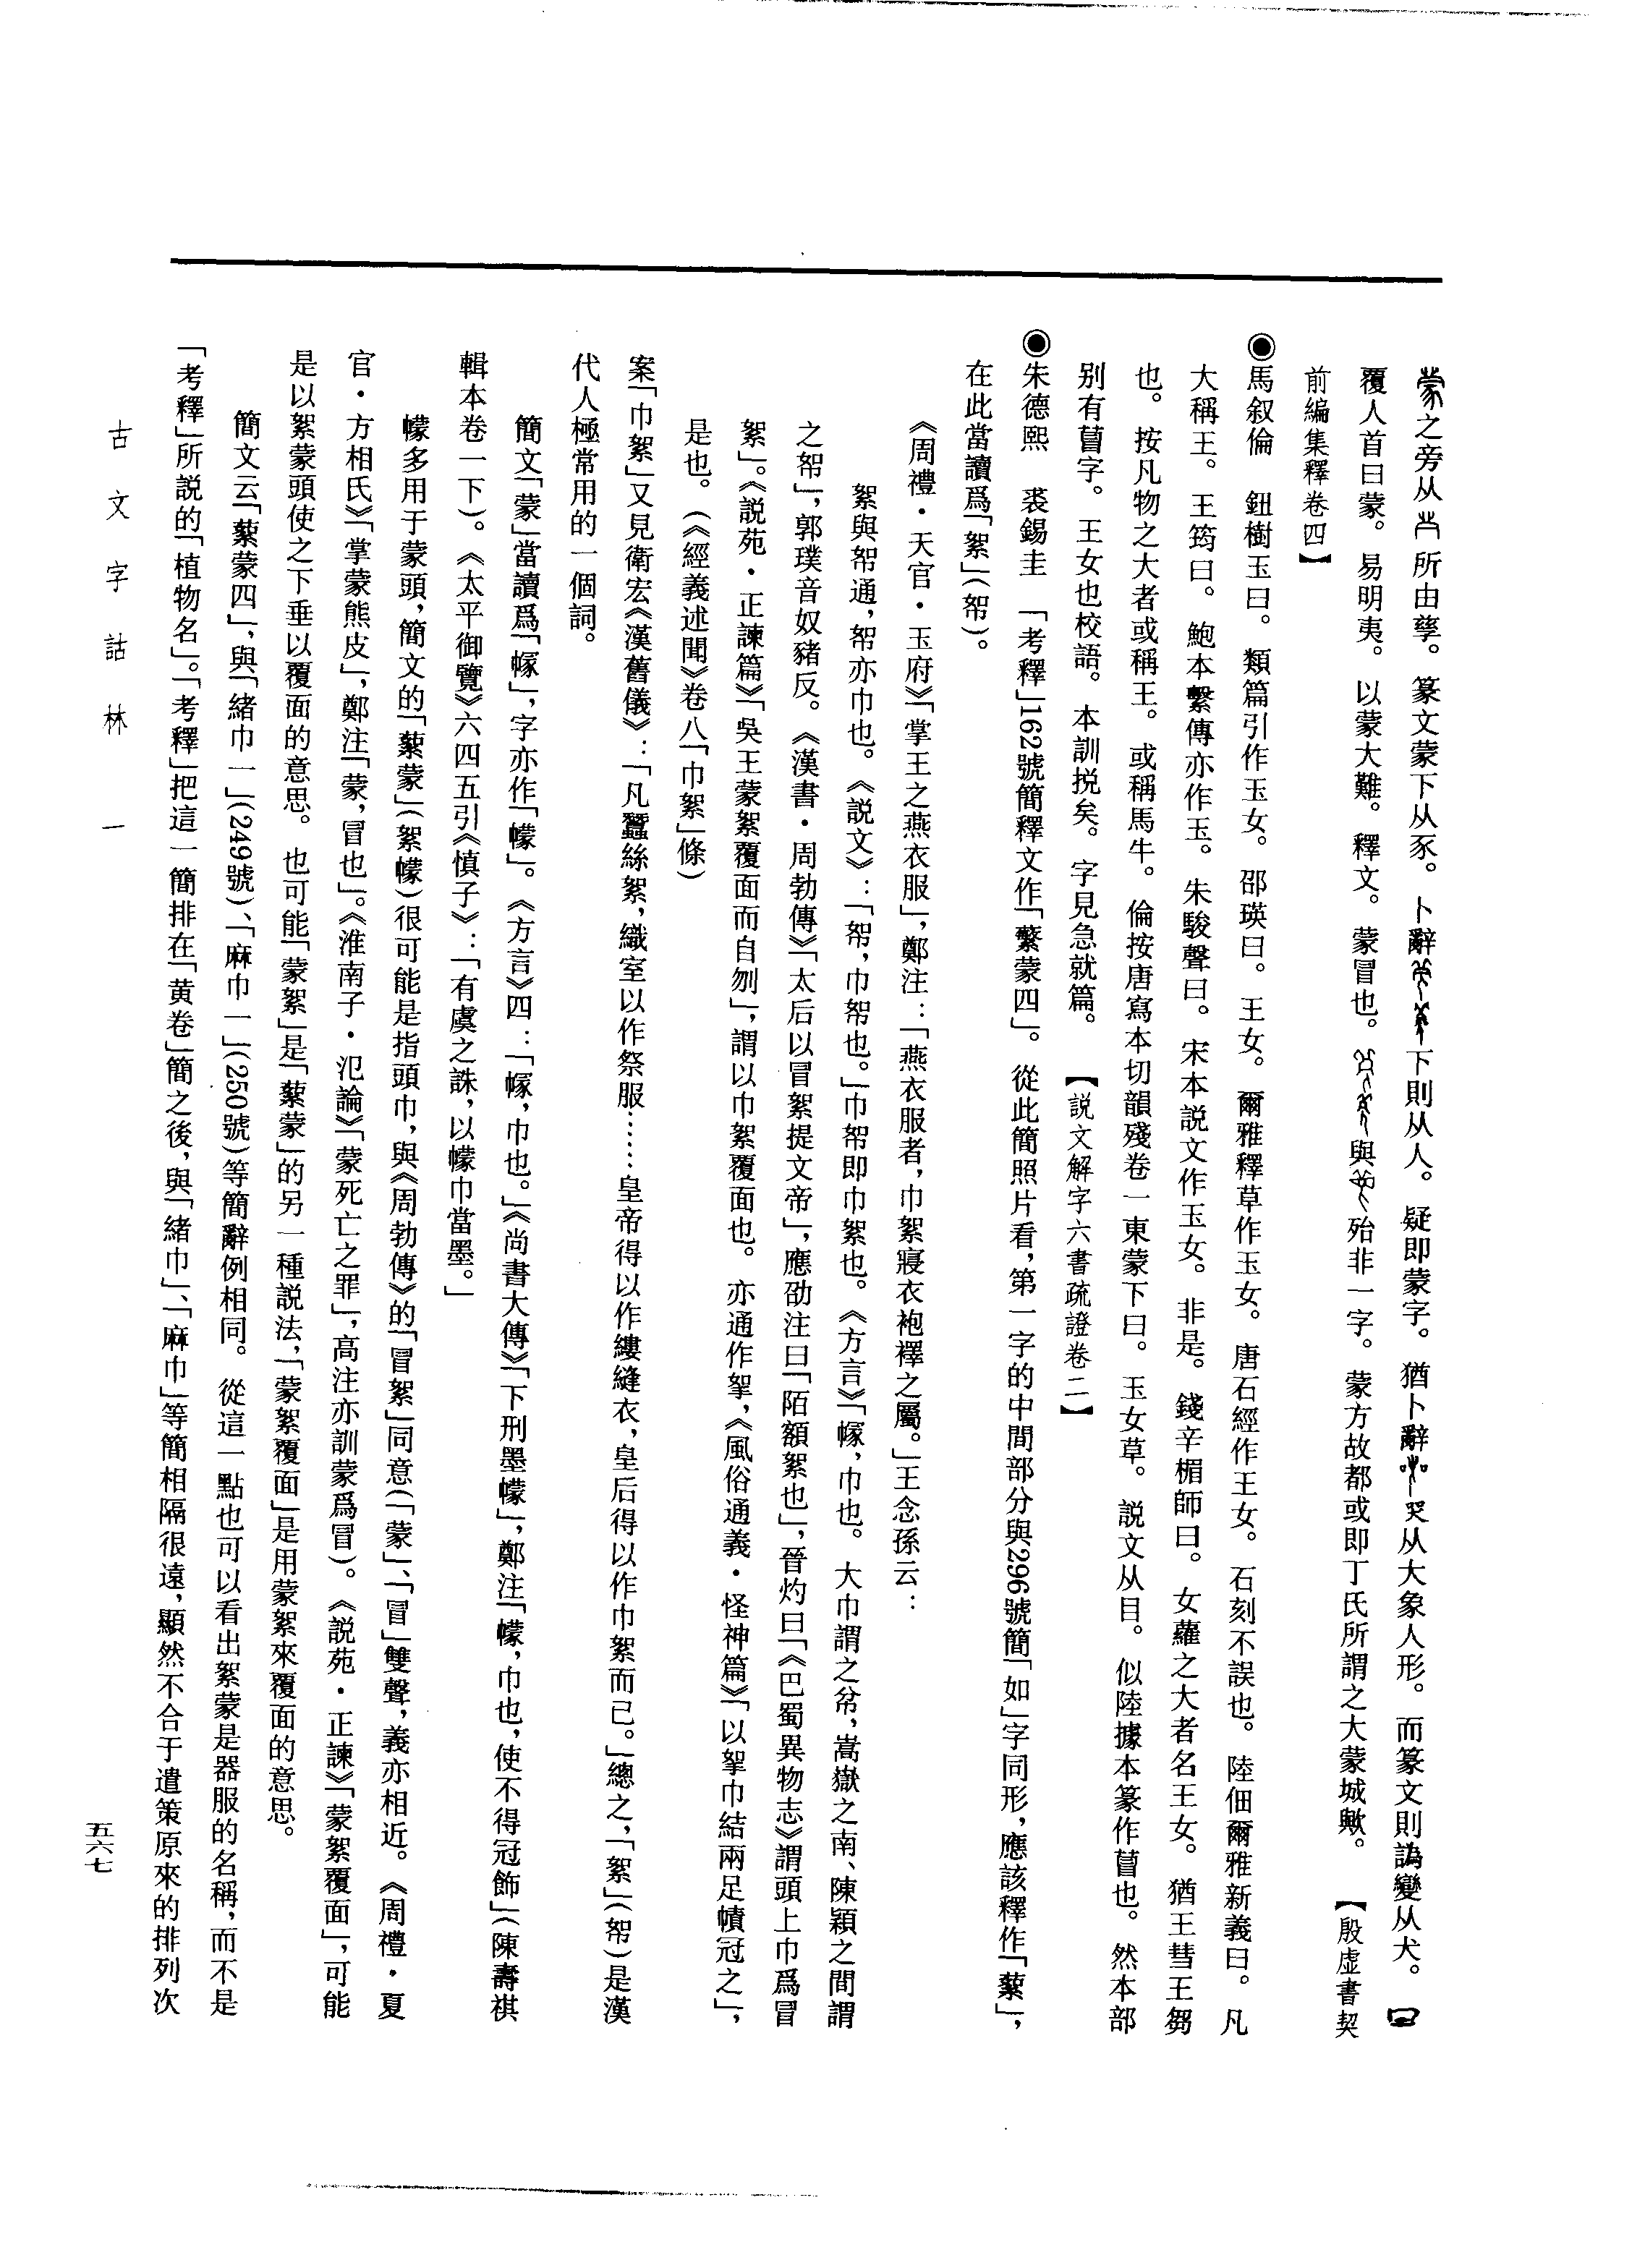 蒙之旁从所由孳。篆文蒙下从豕。卜辭下則从人。疑即蒙字。猶卜辭从大象人形。而篆文則譌變从犬。冃
覆人首曰蒙。易明夷。以蒙大難。釋文。蒙冒也。與殆非一字。蒙方故都或即丁氏所謂之大蒙城歟。【殷虛書契
前編集釋卷四】
◉馬叙倫 鈕樹玉曰。類篇引作玉女。邵瑛曰。王女。爾雅釋草作玉女。唐石經作王女。石刻不誤也。陸佃爾雅新義曰。凡
大稱王。王筠曰。鮑本繫傳亦作玉。朱駿聲曰。宋本説文作玉女。非是。錢辛楣師曰。女蘿之大者名王女。猶王彗王芻
也。按凡物之大者或稱王。或稱馬牛。倫按唐寫本切韻殘卷一東蒙下曰。玉女草。説文从目。似陸據本篆作瞢也。然本部
别有瞢字。王女也校語。本訓捝矣。字見急就篇。【説文解字六書疏證卷二】
◉朱德熙 裘錫圭 「考釋」162號簡釋文作「蘩蒙四」。從此簡照片看，第一字的中間部分與296號簡「如」字同形，應該釋作「蕠」，
在此當讀爲「絮」(帤)。
《周禮・天官・玉府》「掌王之燕衣服」，鄭注：「燕衣服者，巾絮寢衣袍襗之屬。」王念孫云：
絮與帤通，帤亦巾也。《説文》：「帤，巾帤也。」巾帤即巾絮也。《方言》「幏，巾也。大巾謂之㡋，嵩嶽之南、陳潁之間謂
之帤」，郭璞音奴豬反。《漢書・周勃傳》「太后以冒絮提文帝」，應劭注曰「陌額絮也」，晉灼曰「《巴蜀異物志》謂頭上巾爲冒
絮」。《説苑・正諫篇》「吳王蒙絮覆面而自刎」，謂以巾絮覆面也。亦通作挐，《風俗通義・怪神篇》「以挐巾結兩足幘冠之」，
是也。(《經義述聞》卷八「巾絮」條)
案「巾絮」又見衛宏《漢舊儀》：「凡蠶絲絮，織室以作祭服……皇帝得以作縷縫衣，皇后得以作巾絮而已。」總之，「絮」(帤)是漢
代人極常用的一個詞。
簡文「蒙」當讀爲「幏」，字亦作「幪」。《方言》四：「幏，巾也。」《尚書大傳》「下刑墨幪」，鄭注「幪，巾也，使不得冠飾」(陳壽祺
輯本卷一下)。《太平御覽》六四五引《慎子》：「有虞之誅，以幪巾當墨。」
幪多用于蒙頭，簡文的「蕠蒙」(絮幪)很可能是指頭巾，與《周勃傳》的「冒絮」同意(「蒙」、「冒」雙聲，義亦相近。《周禮・夏
官・方相氏》「掌蒙熊皮」，鄭注「蒙，冒也」。《淮南子・氾論》「蒙死亡之罪」，高注亦訓蒙爲冒)。《説苑・正諫》「蒙絮覆面」，可能
是以絮蒙頭使之下垂以覆面的意思。也可能「蒙絮」是「蕠蒙」的另一種説法，「蒙絮覆面」是用蒙絮來覆面的意思。
簡文云「蕠蒙四」，與「緒巾一」(249號)、「麻巾一」(250號)等簡辭例相同。從這一點也可以看出絮蒙是器服的名稱，而不是
「考釋」所説的「植物名」。「考釋」把這一簡排在「黄卷」簡之後，與「緒巾」、「麻巾」等簡相隔很遠，顯然不合于遣策原來的排列次
古文字詁林 一
五六七